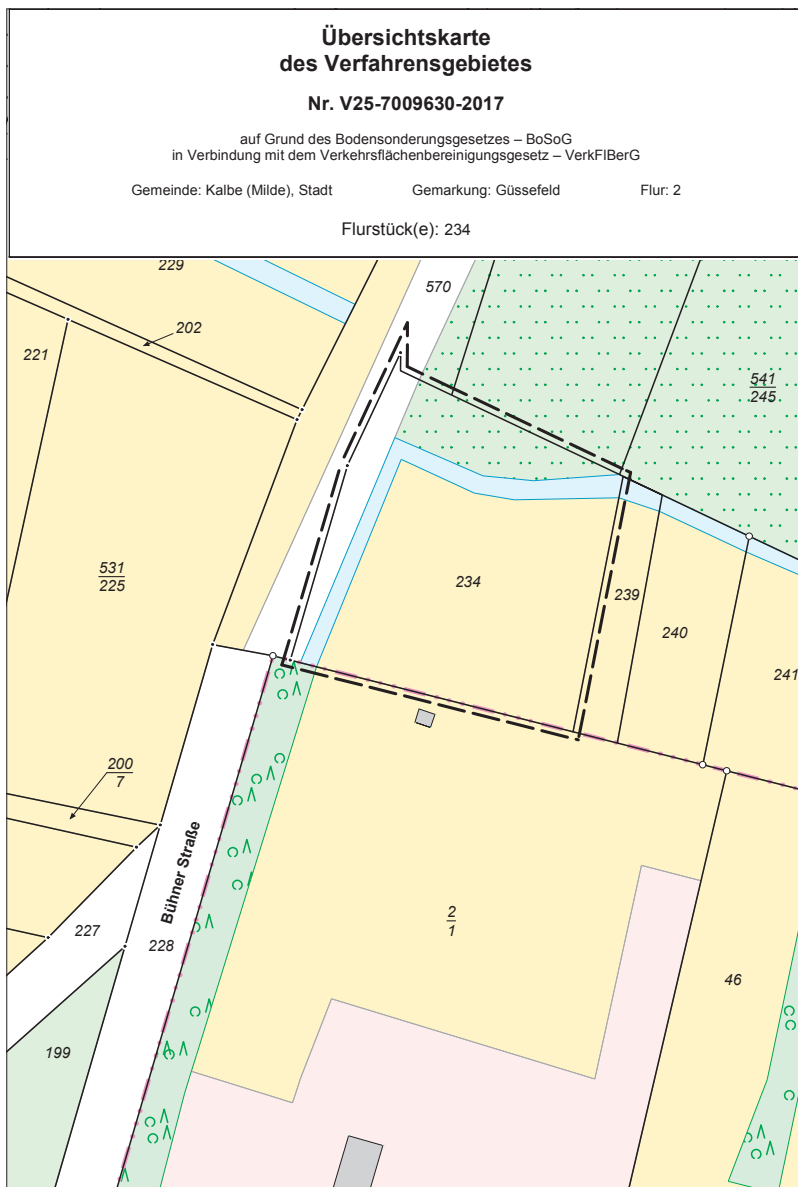 Übersichtskarte
des Verfahrensgebietes
Nr. V25-7009630-2017
auf Grund des Bodensonderungsgesetzes – BoSoG
in Verbindung mit dem Verkehrsflächenbereinigungsgesetz – VerkFlBerG
Gemeinde: Kalbe (Milde), Stadt Gemarkung: Güssefeld Flur: 2
Flurstück(e): 234
229
570
202
221
541
245
531
225
234
239
240
241
200
7
Bühner Straße
2
1
227
228
46
199